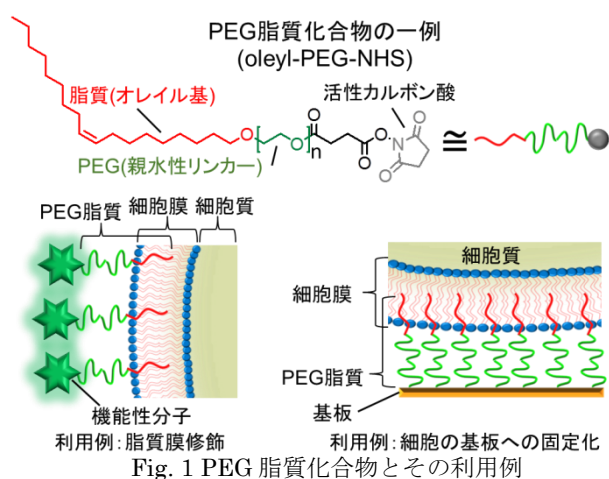 PEG脂質化合物の一例
(oleyl-PEG-NHS)
脂質(オレイル基)
活性カルボン酸
O
O
n
O
O
O
N
O
O
≅
PEG(親水性リンカー)
PEG脂質
細胞膜
細胞質
細胞質
細胞膜
PEG脂質
機能性分子
基板
利用例：脂質膜修飾
利用例：細胞の基板への固定化
Fig. 1 PEG 脂質化合物とその利用例